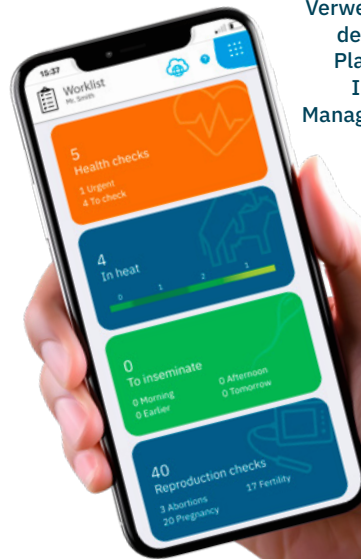 Verwe
de
Pla
I
Manag
15:37
Worklist
Mr. Smith
?
5
Health checks
1 Urgent
4 To check
4
In heat
0 1 2 1
0
To inseminate
0 Morning 0 Afternoon
0 Earlier 0 Tomorrow
40
Reproduction checks
3 Abortions 17 Fertility
20 Pregnancy